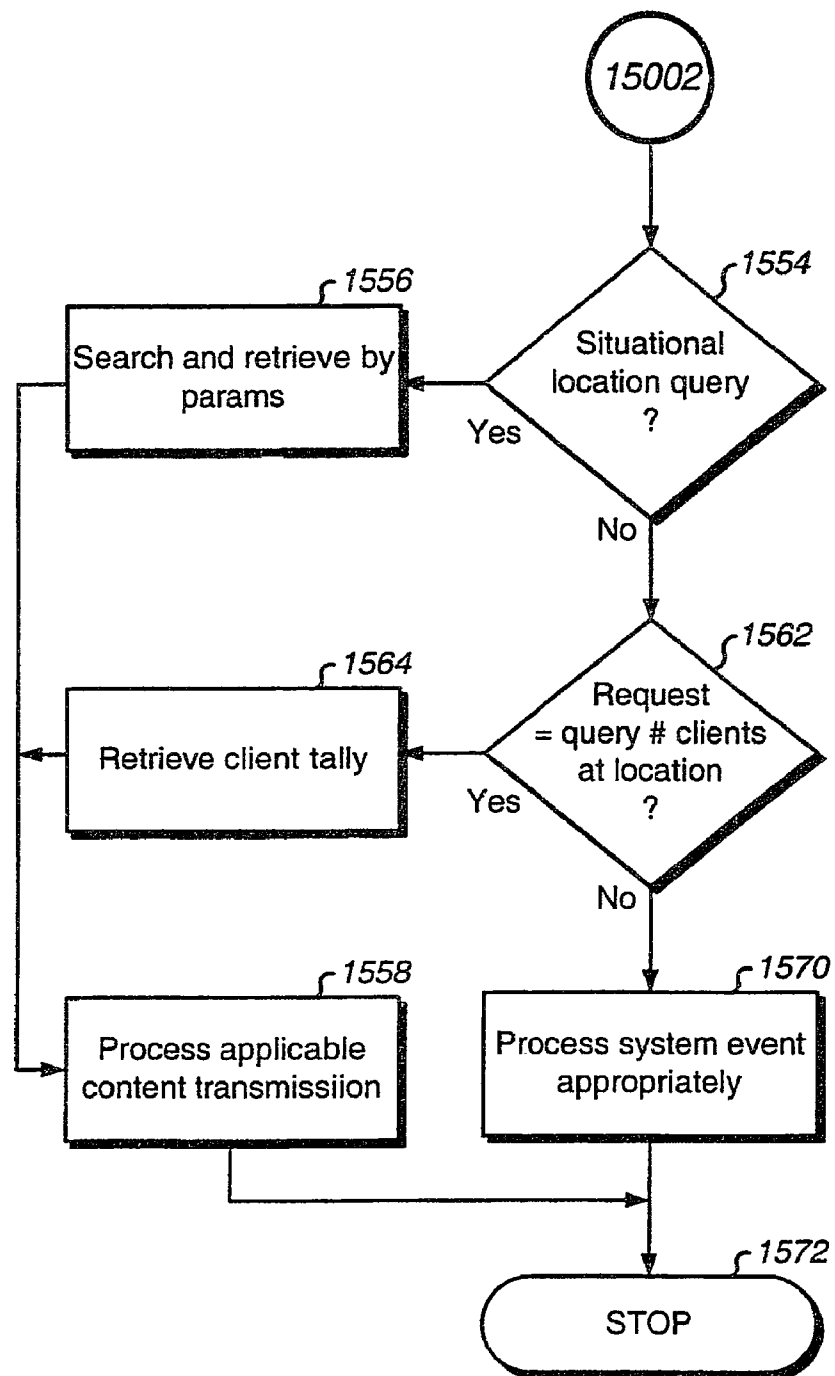 15002
1554
Situational
location query
?
Yes
No
1556
Search and retrieve by
params
1562
Request
= query # clients
at location
?
Yes
No
1564
Retrieve client tally
1558
Process applicable
content transmissiion
1570
Process system event
appropriately
1572
STOP